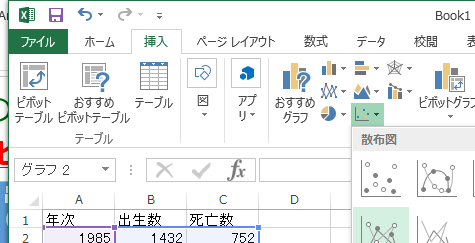 Book1
ファイル ホーム 挿入 ページ レイアウト 数式 データ 校閲
ピボット テーブル
おすすめ ピボットテーブル
テーブル
図
アプリ
おすすめ グラフ
ピボットグラフ
テーブル
散布図
グラフ 2
fx
A B C D E
1 年次 出生数 死亡数
2 1985 1432 752